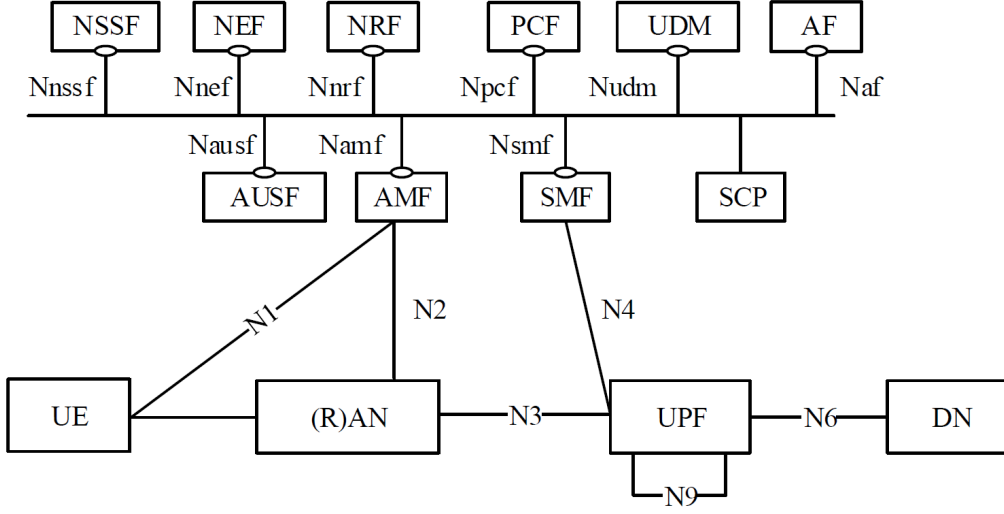 NSSF NEF NRF PCF UDM AF
Nnssf Nnef Nnrf Npcf Nudm Naf
Nausf Namf Nsmf
AUSF AMF SMF SCP
N1 N2 N4
UE (R)AN N3 UPF N6 DN
N9